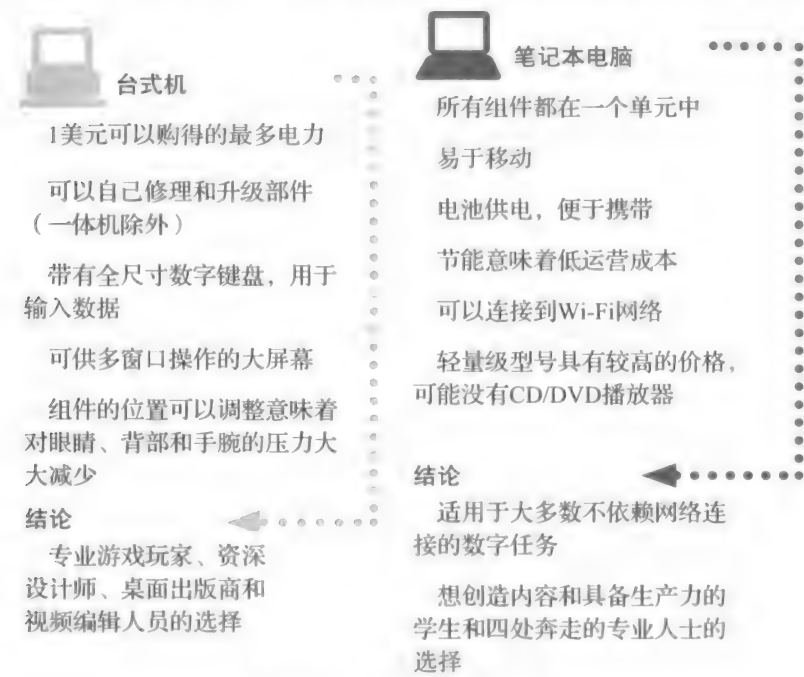 台式机
1美元可以购得的最多电力
可以自己修理和升级部件
（一体机除外）
带有全尺寸数字键盘，用于
输入数据
可供多窗口操作的大屏幕
组件的位置可以调整意味着
对眼睛、背部和手腕的压力大
大减少
结论
专业游戏玩家、资深
设计师、桌面出版商和
视频编辑人员的选择
笔记本电脑
所有组件都在一个单元中
易于移动
电池供电，便于携带
节能意味着低运营成本
可以连接到Wi-Fi网络
轻量级型号具有较高的价格，
可能没有CD/DVD播放器
结论
适用于大多数不依赖网络连
接的数字任务
想创造内容和具备生产力的
学生和四处奔走的专业人士的
选择